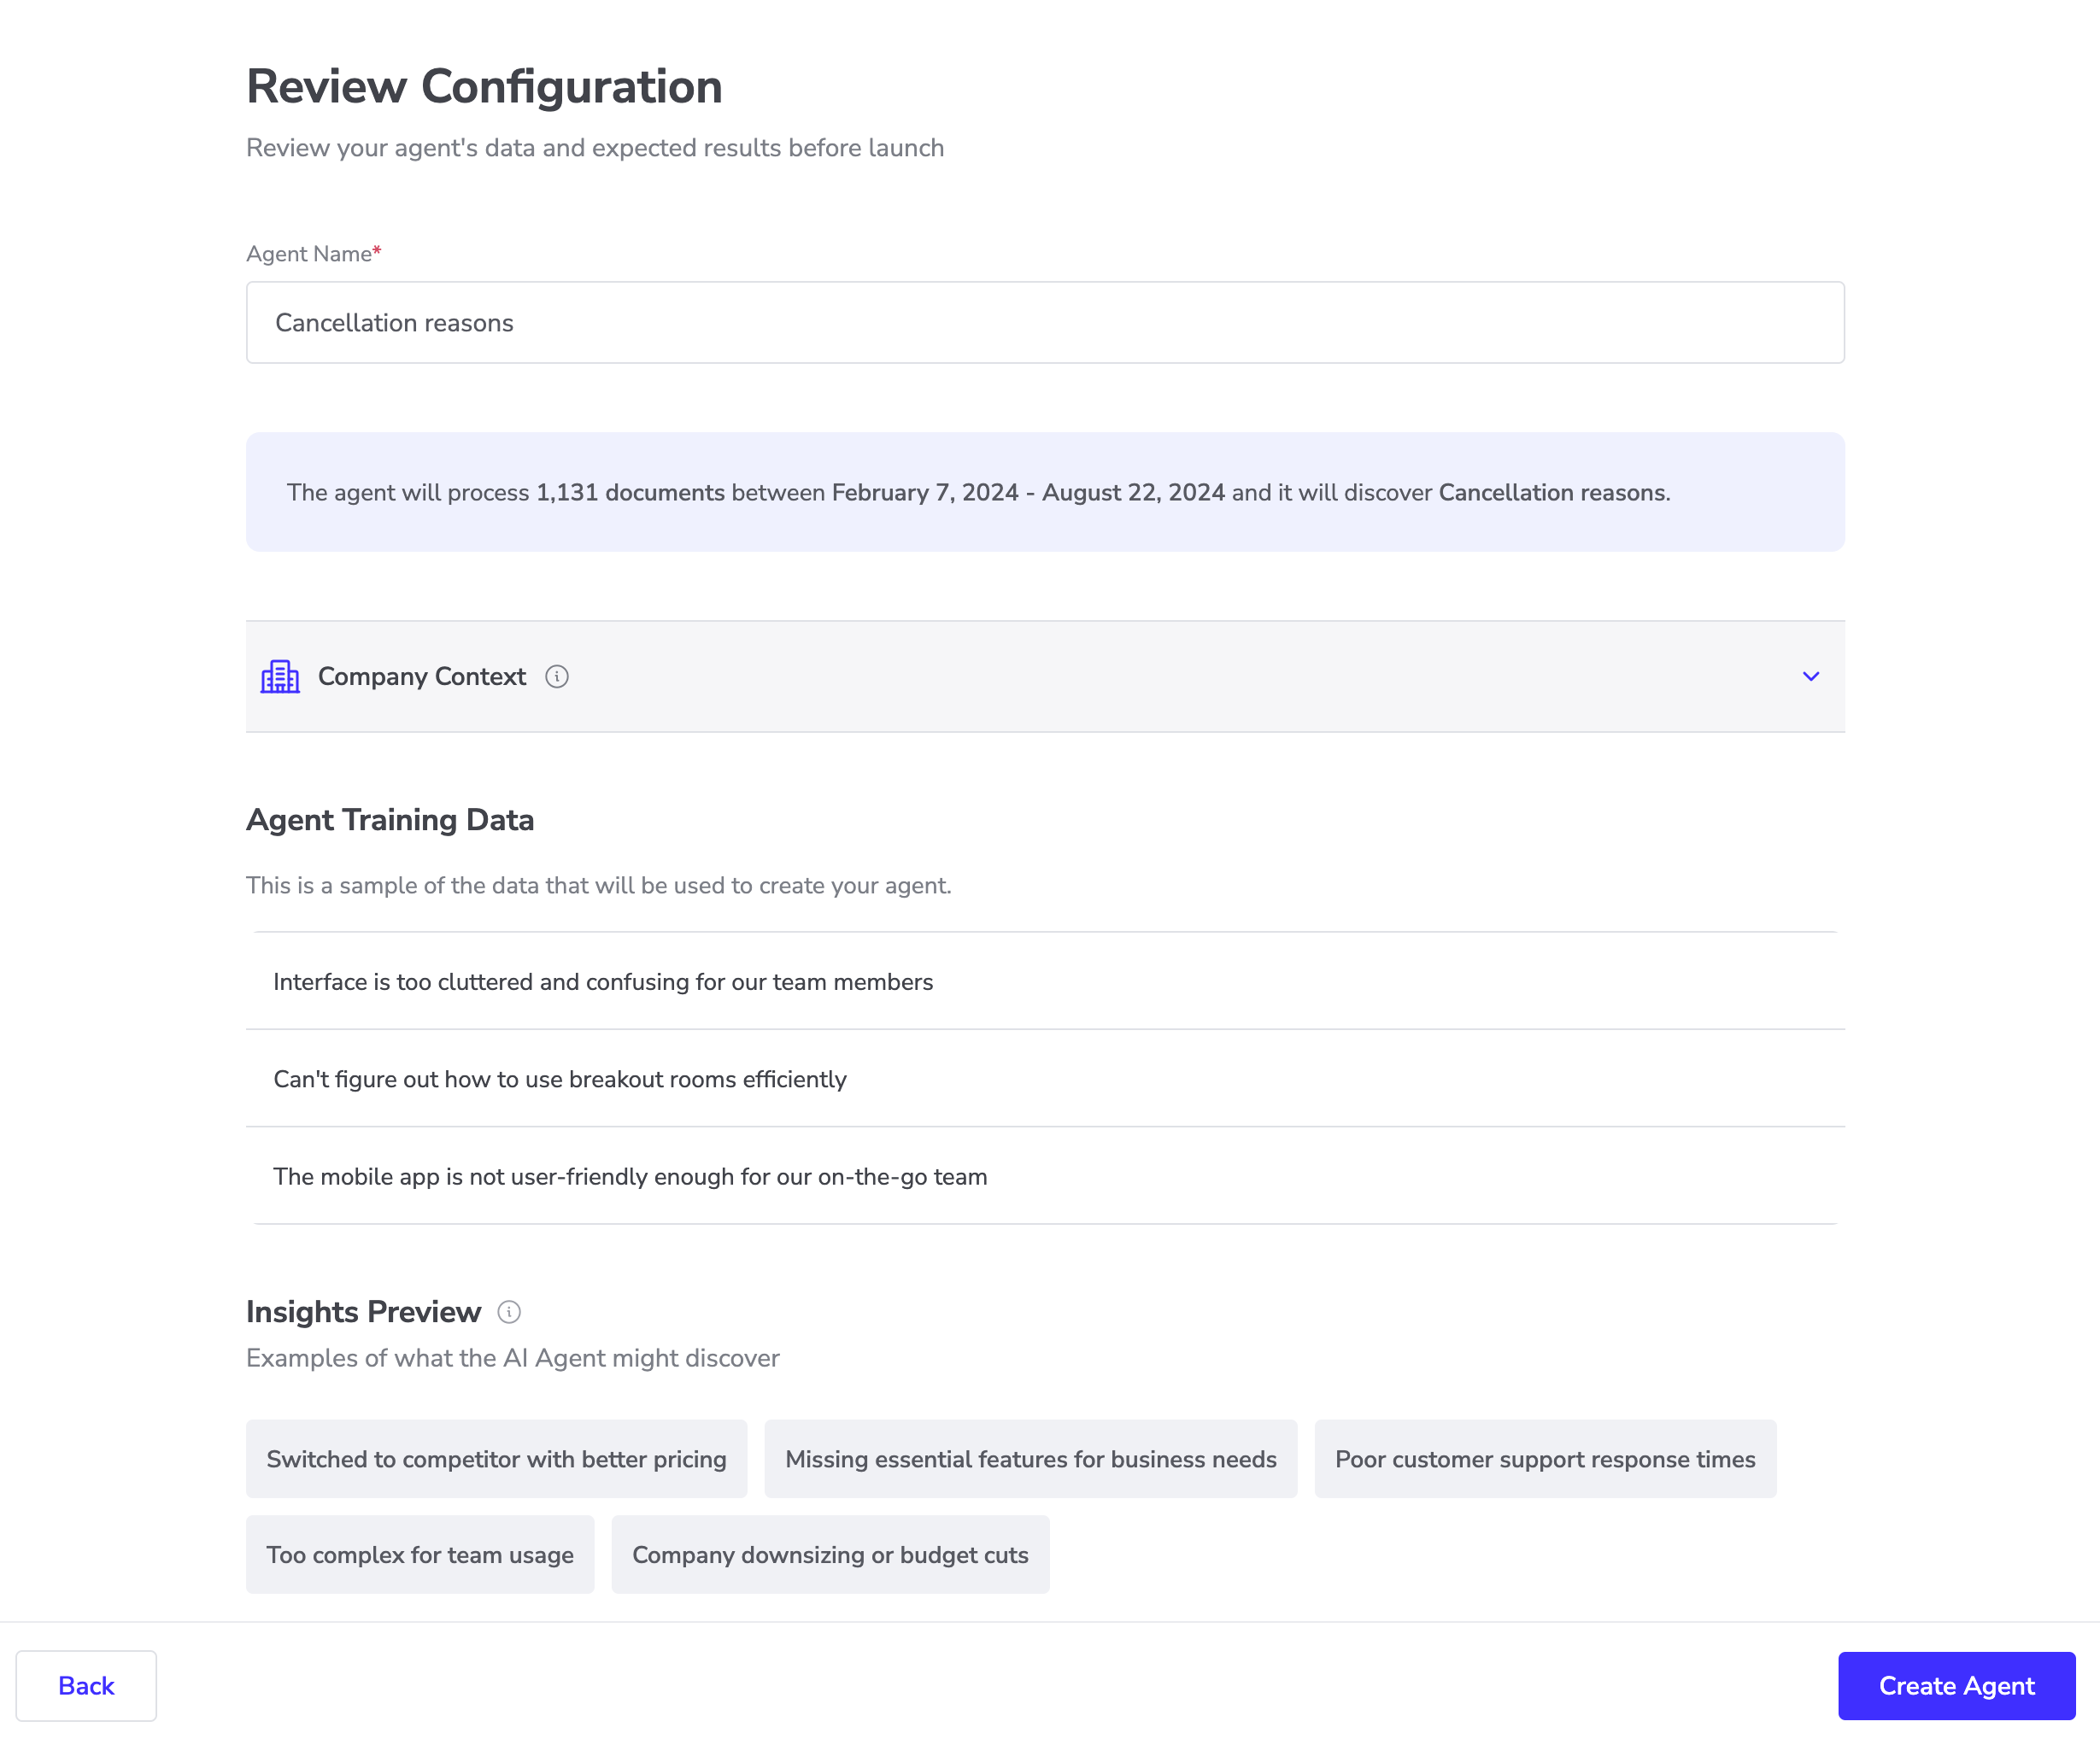 Review Configuration
Review your agent's data and expected results before launch
Agent Name*
Cancellation reasons
The agent will process 1,131 documents between February 7, 2024 - August 22, 2024 and it will discover Cancellation reasons.
Company Context
Agent Training Data
This is a sample of the data that will be used to create your agent.
Interface is too cluttered and confusing for our team members
Can't figure out how to use breakout rooms efficiently
The mobile app is not user-friendly enough for our on-the-go team
Insights Preview
Examples of what the AI Agent might discover
Switched to competitor with better pricing
Missing essential features for business needs
Poor customer support response times
Too complex for team usage
Company downsizing or budget cuts
Back
Create Agent